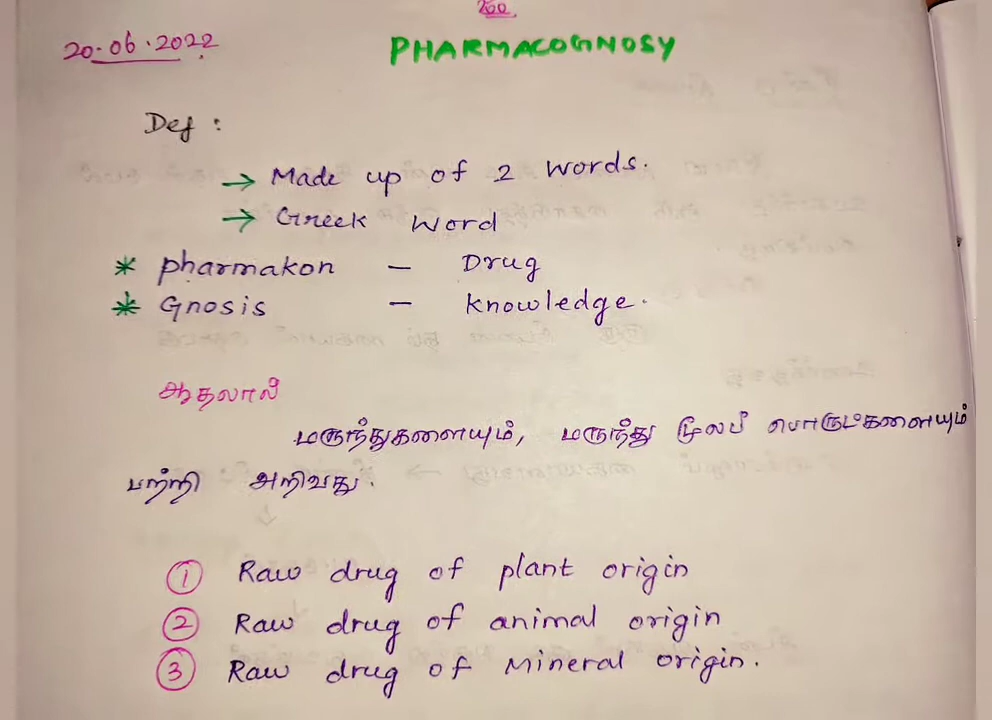 20.06.2022
PHARMACOGNOSY
Def :
→ Made up of 2 words.
→ Greek word
* pharmakon - Drug
* Gnosis - knowledge.
ஆதலால்
மருந்துகளையும், மருந்து மூலப் பொருட்களையும்
பற்றி அறிவது.
① Raw drug of plant origin
② Raw drug of animal origin
③ Raw drug of Mineral origin.